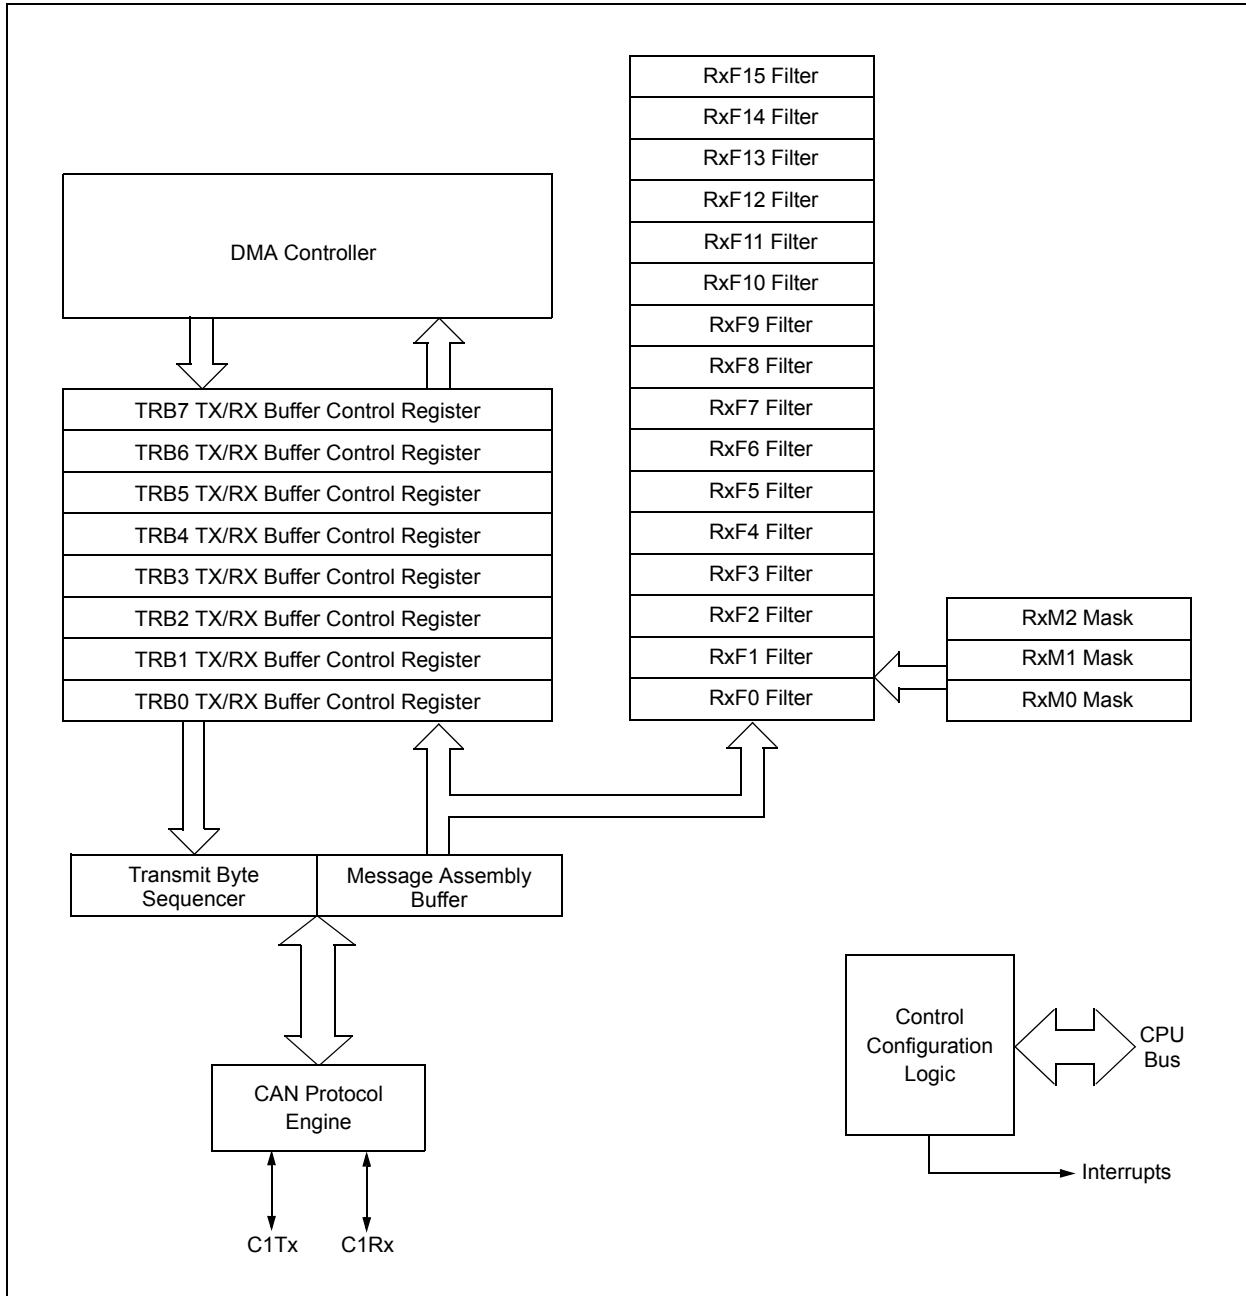 RxF15 Filter
RxF14 Filter
RxF13 Filter
RxF12 Filter
RxF11 Filter
RxF10 Filter
RxF9 Filter
RxF8 Filter
RxF7 Filter
RxF6 Filter
RxF5 Filter
RxF4 Filter
RxF3 Filter
RxF2 Filter
RxF1 Filter
RxF0 Filter
DMA Controller
TRB7 TX/RX Buffer Control Register
TRB6 TX/RX Buffer Control Register
TRB5 TX/RX Buffer Control Register
TRB4 TX/RX Buffer Control Register
TRB3 TX/RX Buffer Control Register
TRB2 TX/RX Buffer Control Register
TRB1 TX/RX Buffer Control Register
TRB0 TX/RX Buffer Control Register
RxM2 Mask
RxM1 Mask
RxM0 Mask
Transmit Byte
Sequencer
Message Assembly
Buffer
CAN Protocol
Engine
C1Tx
C1Rx
Control
Configuration
Logic
CPU
Bus
Interrupts